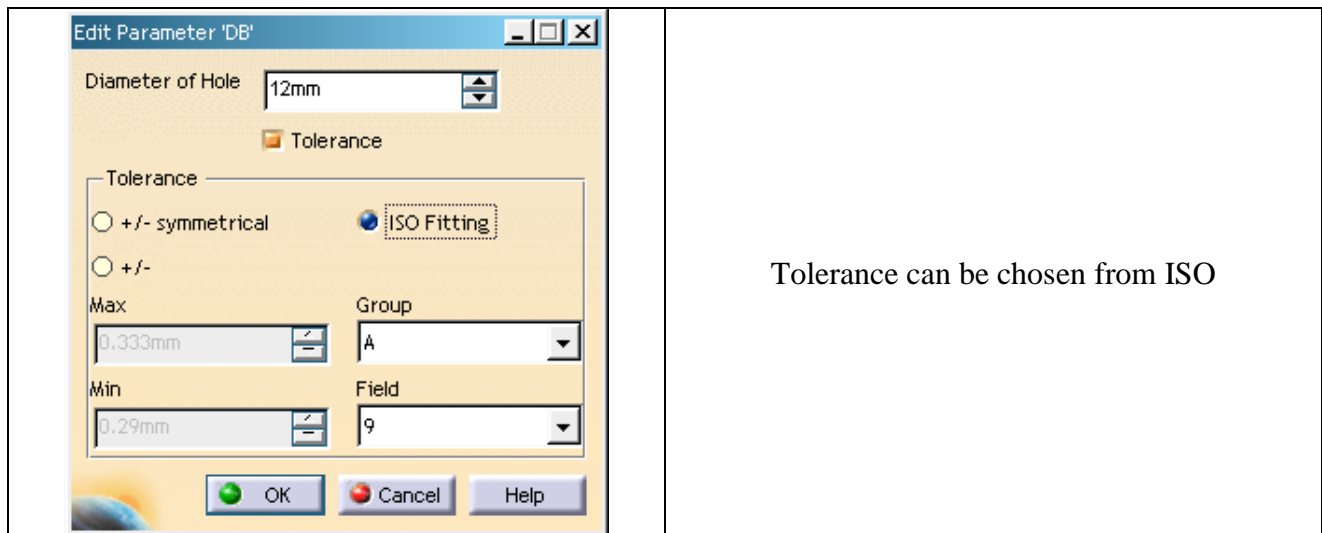 Edit Parameter 'DB'
Diameter of Hole 12mm
Tolerance
Tolerance
+/- symmetrical ISO Fitting
+/-
Max Group
0.333mm A
Min Field
0.29mm 9
OK Cancel Help
Tolerance can be chosen from ISO